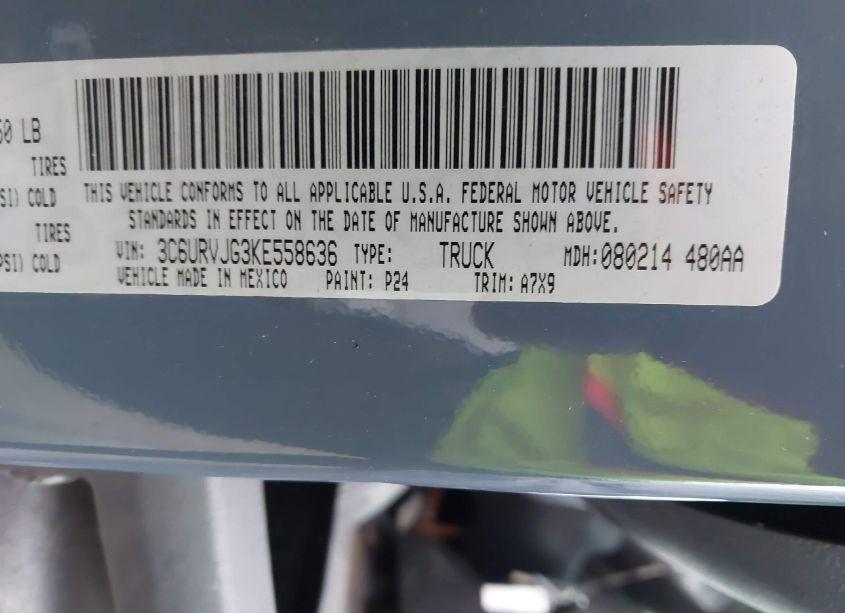 50 LB
TIRES
SI) COLD
TIRES
PSI) COLD
THIS VEHICLE CONFORMS TO ALL APPLICABLE U.S.A. FEDERAL MOTOR VEHICLE SAFETY
STANDARDS IN EFFECT ON THE DATE OF MANUFACTURE SHOWN ABOVE.
VIN: 3C6URVJG3KE558636 TYPE: TRUCK MDH:080214 480AA
VEHICLE MADE IN MEXICO PAINT: P24 TRIM: A7X9